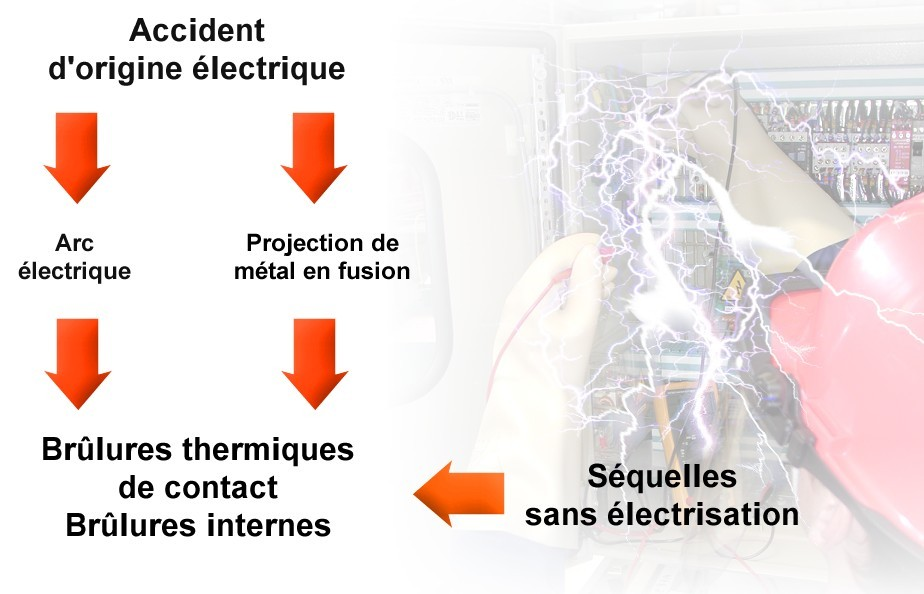 Accident
d'origine électrique
Arc
électrique
Projection de
métal en fusion
Brûlures thermiques
de contact
Brûlures internes
Séquelles
sans électrisation